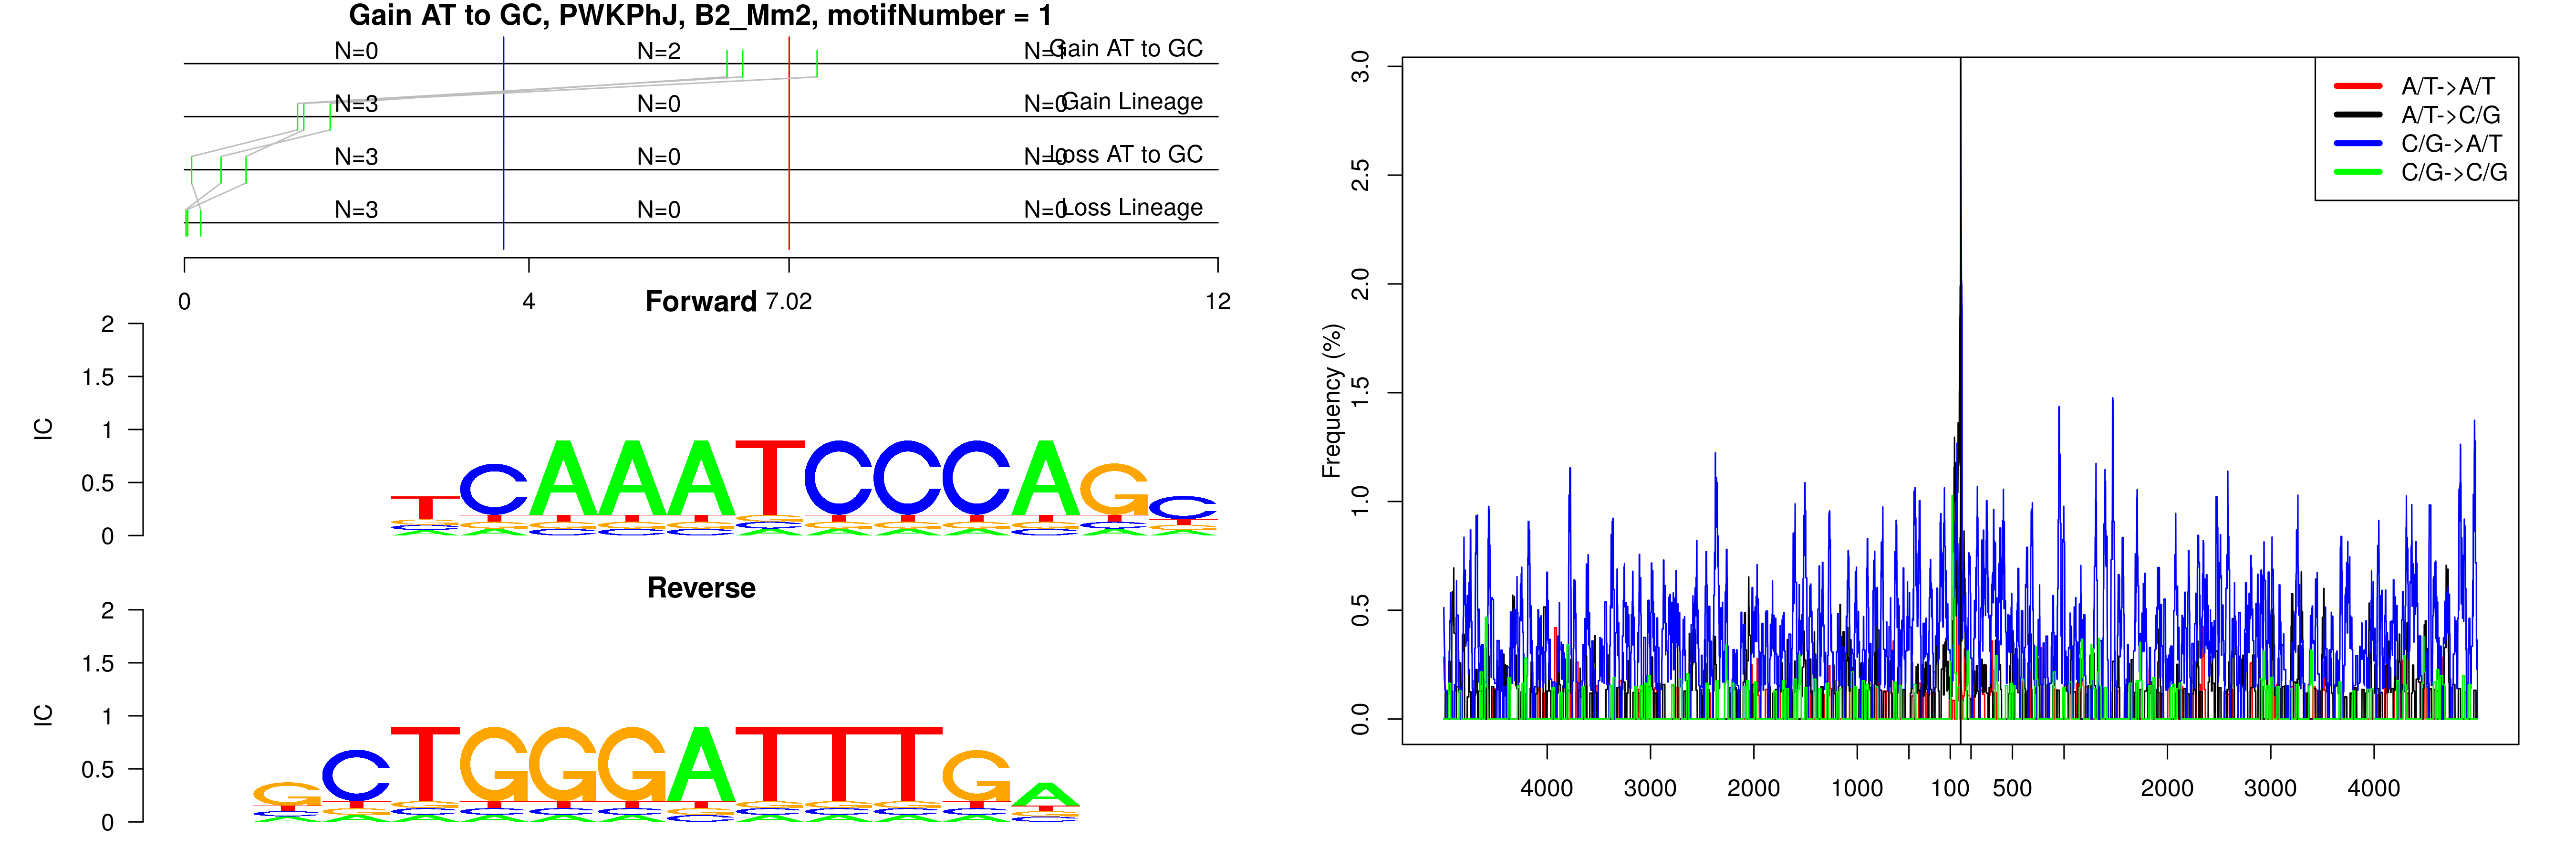 Gain AT to GC, PWKPhJ, B2_Mm2, motifNumber = 1
N=0 N=2 N=1 Gain AT to GC
N=3 N=0 N=0 Gain Lineage
N=3 N=0 N=0 Loss AT to GC
N=3 N=0 N=0 Loss Lineage
0 4 7.02 12
Forward
IC
2
1.5
1
0.5
0
TCAAATCCCAGC
Reverse
IC
2
1.5
1
0.5
0
GCTGGGATTTGA
Frequency (%)
3.0
2.5
2.0
1.5
1.0
0.5
0.0
A/T->A/T
A/T->C/G
C/G->A/T
C/G->C/G
4000 3000 2000 1000 100 500 2000 3000 4000